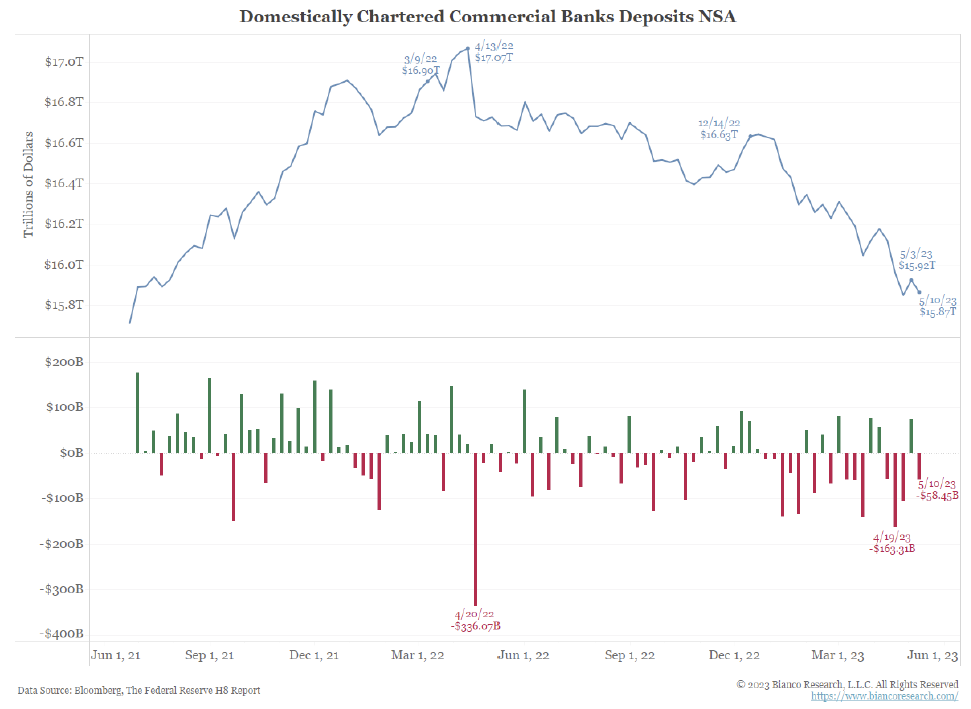 Domestically Chartered Commercial Banks Deposits NSA
Trillions of Dollars
$17.0T
$16.8T
$16.6T
$16.4T
$16.2T
$16.0T
$15.8T
3/9/22
$16.90T
4/13/22
$17.07T
12/14/22
$16.63T
5/3/23
$15.92T
5/10/23
$15.87T
$200B
$100B
$0B
-$100B
-$200B
-$300B
-$400B
4/20/22
-$336.07B
4/19/23
-$163.31B
5/10/23
-$58.45B
Jun 1, 21
Sep 1, 21
Dec 1, 21
Mar 1, 22
Jun 1, 22
Sep 1, 22
Dec 1, 22
Mar 1, 23
Jun 1, 23
Data Source: Bloomberg, The Federal Reserve H8 Report
© 2023 Bianco Research, L.L.C. All Rights Reserved
https://www.biancoresearch.com/